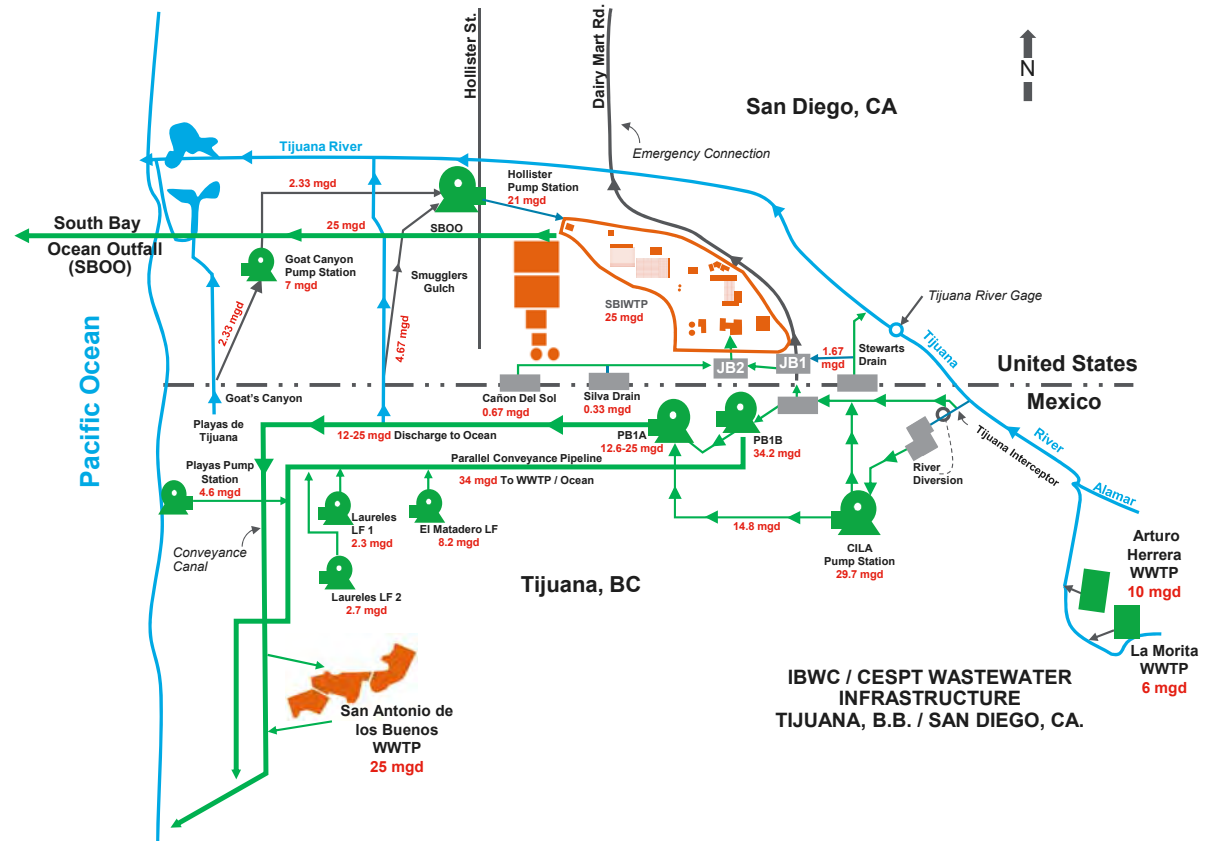 Hollister St.
Dairy Mart Rd.
N
San Diego, CA
Emergency Connection
Tijuana River
2.33 mgd
Hollister
Pump Station
21 mgd
South Bay
Ocean Outfall
(SBOO)
25 mgd
SBOO
Goat Canyon
Pump Station
7 mgd
Smugglers
Gulch
SBIWTP
25 mgd
Tijuana River Gage
2.33 mgd
4.67 mgd
Tijuana
JB2
JB1
1.67
mgd
Stewarts
Drain
United States
Mexico
Pacific Ocean
Goat's Canyon
Cañon Del Sol
0.67 mgd
Silva Drain
0.33 mgd
Playas de
Tijuana
12-25 mgd Discharge to Ocean
PB1A
12.6-25 mgd
PB1B
34.2 mgd
River
Tijuana Interceptor
River
Diversion
Parallel Conveyance Pipeline
34 mgd To WWTP / Ocean
Playas Pump
Station
4.6 mgd
Alamar
Laureles
LF 1
2.3 mgd
El Matadero LF
8.2 mgd
14.8 mgd
CILA
Pump Station
29.7 mgd
Conveyance
Canal
Laureles LF 2
2.7 mgd
Tijuana, BC
Arturo
Herrera
WWTP
10 mgd
La Morita
WWTP
6 mgd
San Antonio de
los Buenos
WWTP
25 mgd
IBWC / CESPT WASTEWATER
INFRASTRUCTURE
TIJUANA, B.B. / SAN DIEGO, CA.